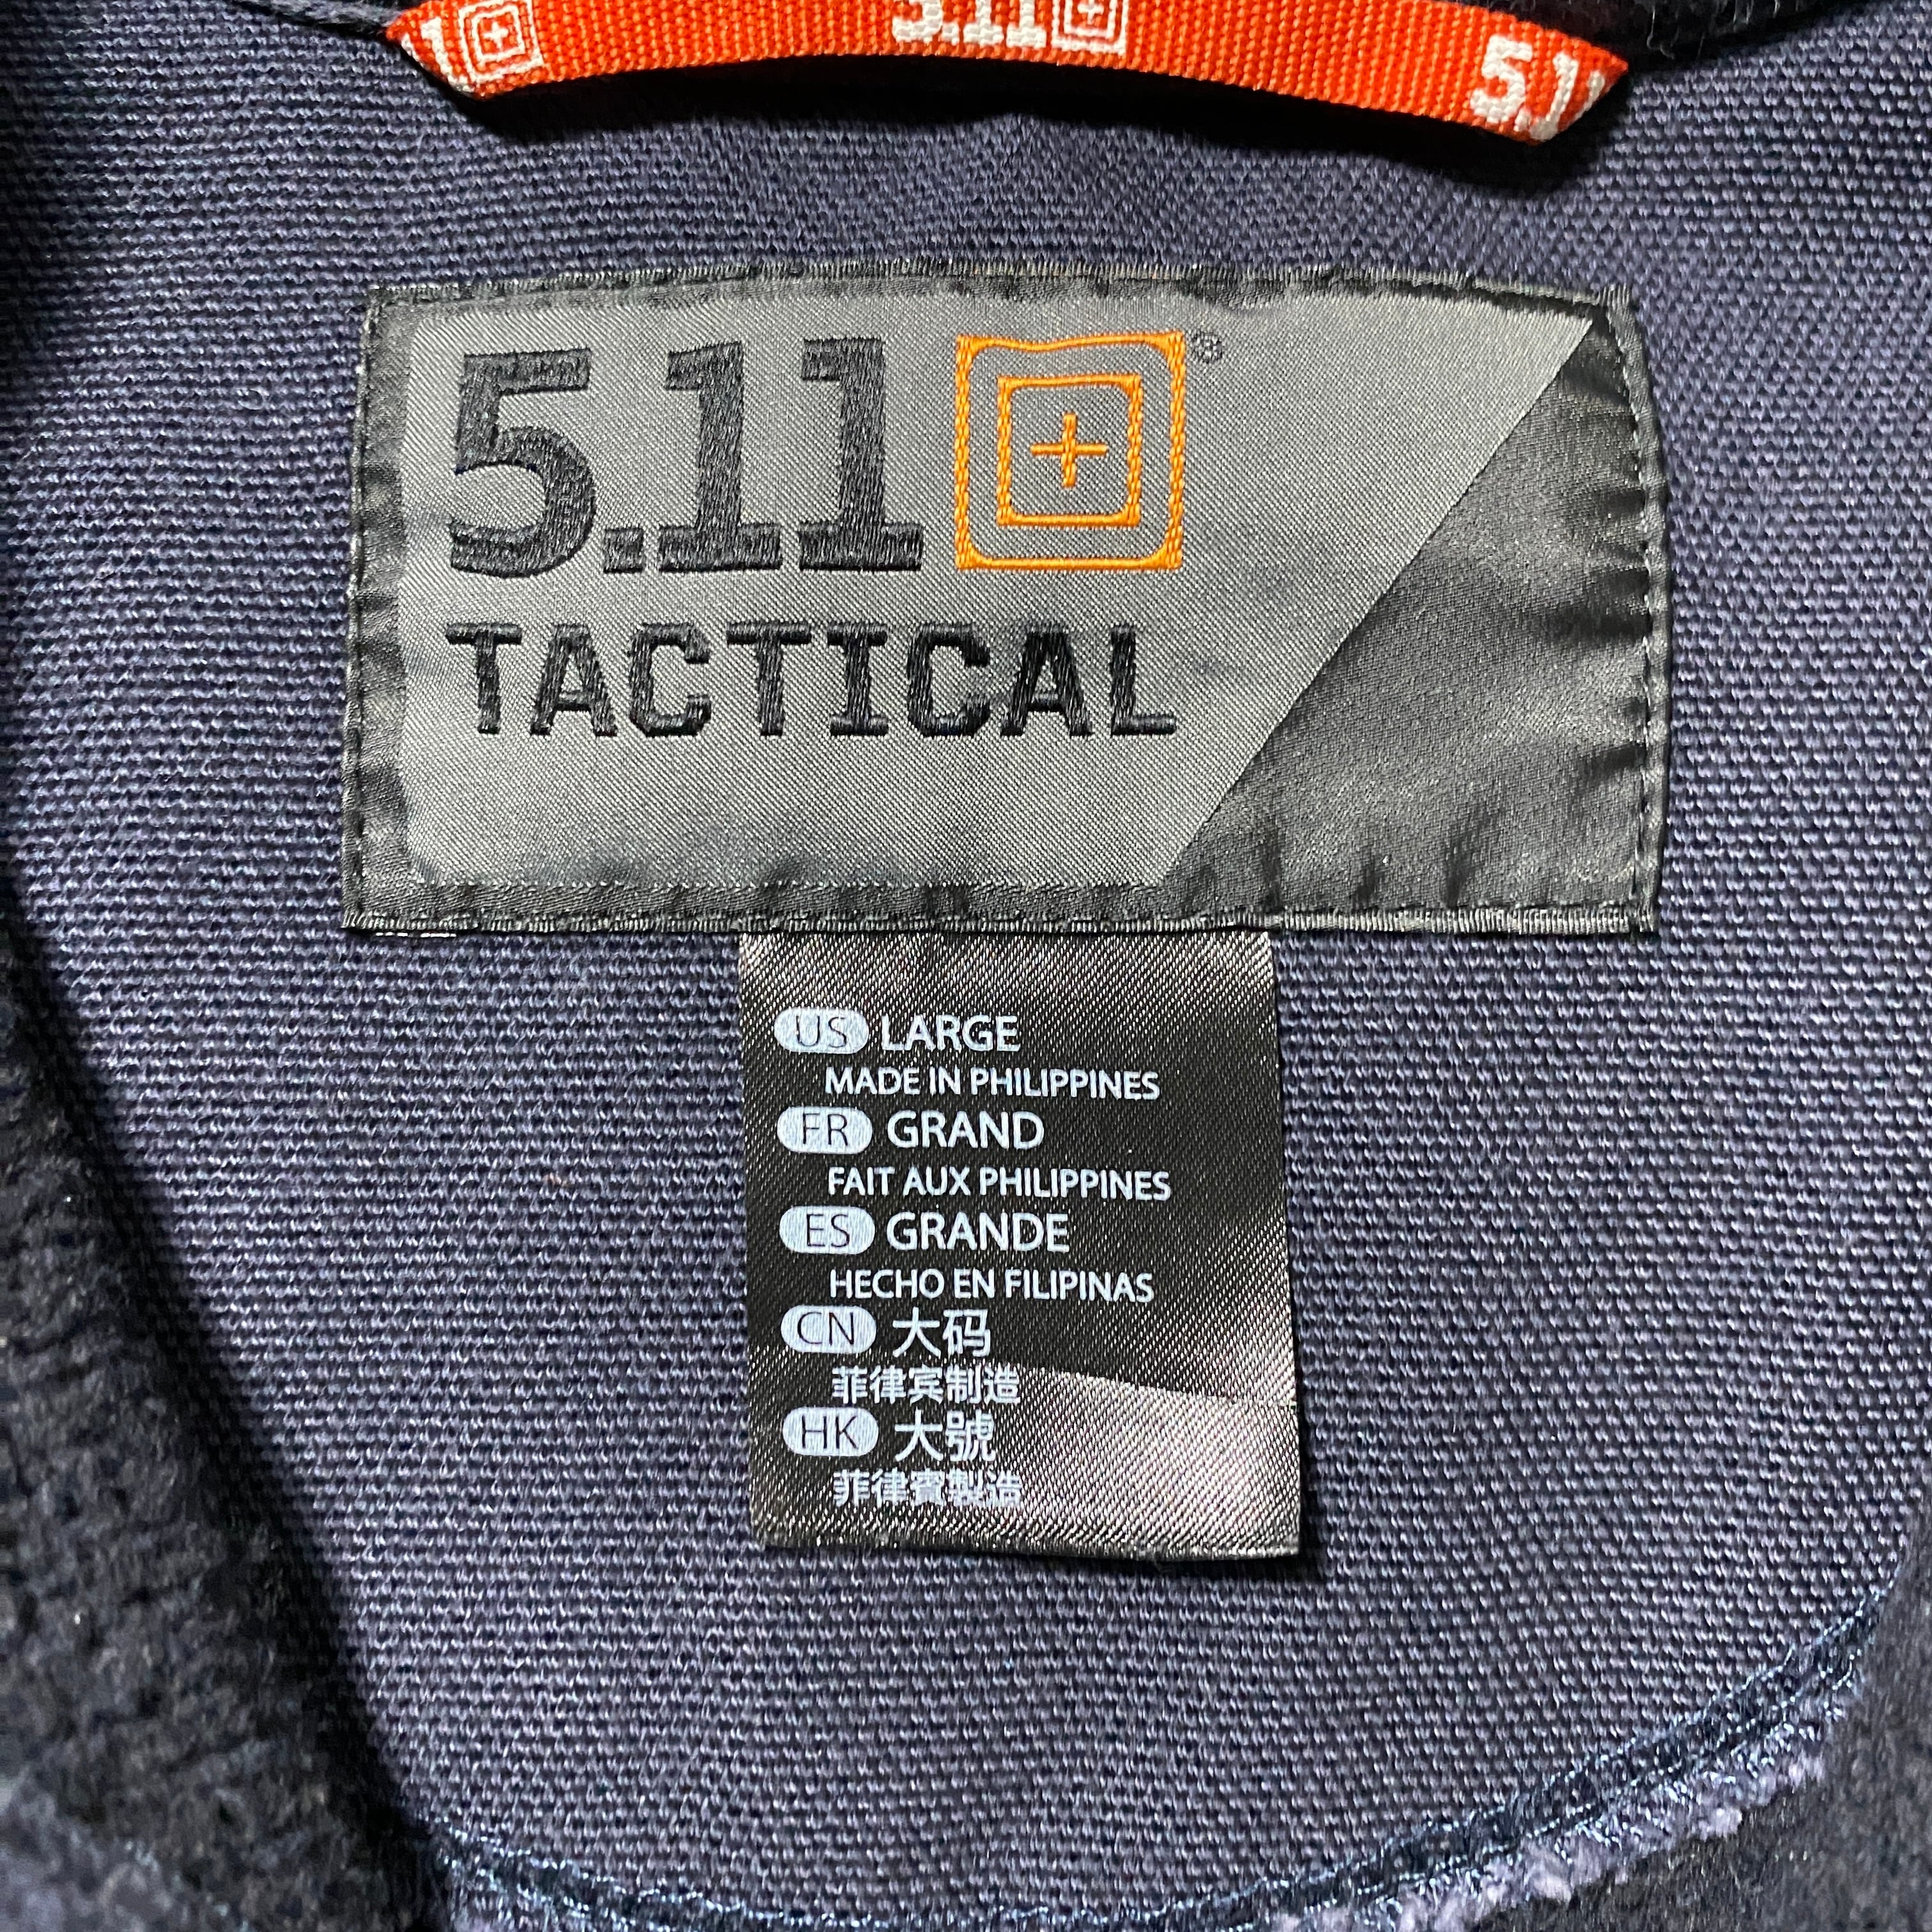 5.11
5.1
5.11 ®
TACTICAL
US LARGE
MADE IN PHILIPPINES
FR GRAND
FAIT AUX PHILIPPINES
ES GRANDE
HECHO EN FILIPINAS
CN 大码
菲律宾制造
HK 大號
菲律賓製造